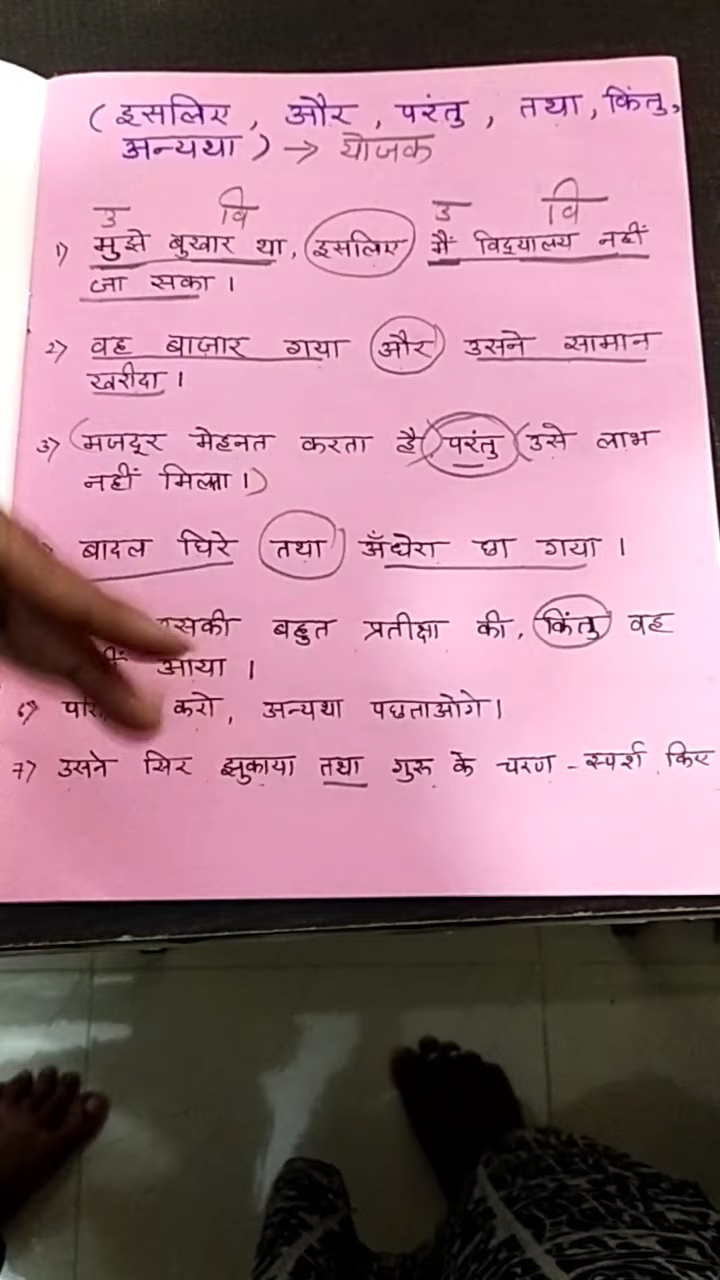 (इसलिए, और, परंतु, तथा, किंतु,
अन्यथा) → योजक
उ वि उ वि
1) मुझे बुखार था, इसलिए मैं विद्यालय नहीं
जा सका।
2) वह बाज़ार गया और उसने सामान
खरीदा।
3) (मजदूर मेहनत करता है) परंतु (उसे लाभ
नहीं मिला।)
बादल घिरे तथा अँधेरा छा गया।
बहुत प्रतीक्षा की, किंतु वह
आया।
6) करो, अन्यथा पछताओगे।
7) उसने सिर झुकाया तथा गुरू के चरण-स्पर्श किए